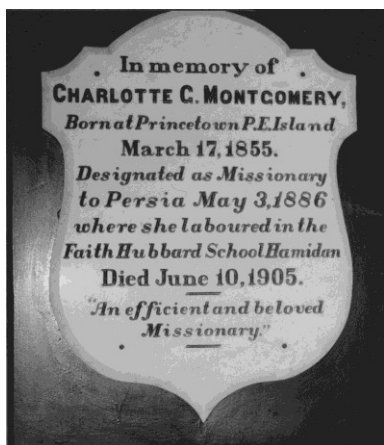 In memory of
CHARLOTTE G. MONTGOMERY,
Born at Princetown P.E.Island
March 17, 1855.
Designated as Missionary
to Persia May 3, 1886
where she laboured in the
Faith Hubbard School Hamidan
Died June 10, 1905.
"An efficient and beloved
Missionary."